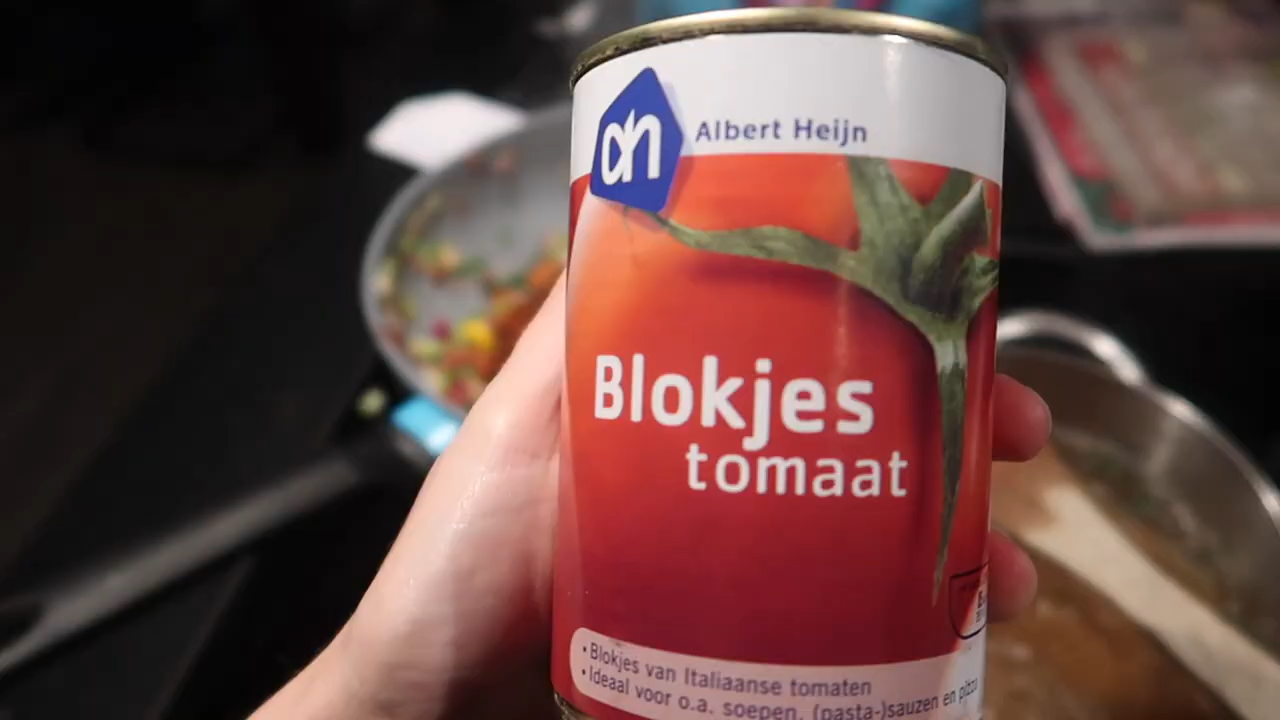 ah
Albert Heijn
Blokjes
tomaat
• Blokjes van Italiaanse tomaten
• Ideaal voor o.a. soepen, (pasta-)sauzen en pizza